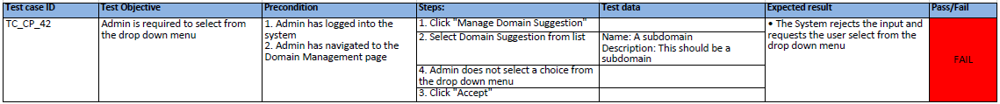 Test case ID Test Objective Precondition Steps: Test data Expected result Pass/Fail
TC_CP_42
Admin is required to select from
the drop down menu
1. Admin has logged into the
system
2. Admin has navigated to the
Domain Management page
1. Click "Manage Domain Suggestion"
2. Select Domain Suggestion from list
Name: A subdomain
Description: This should be a
subdomain
4. Admin does not select a choice from
the drop down menu
3. Click "Accept"
• The System rejects the input and
requests the user select from the
drop down menu
FAIL